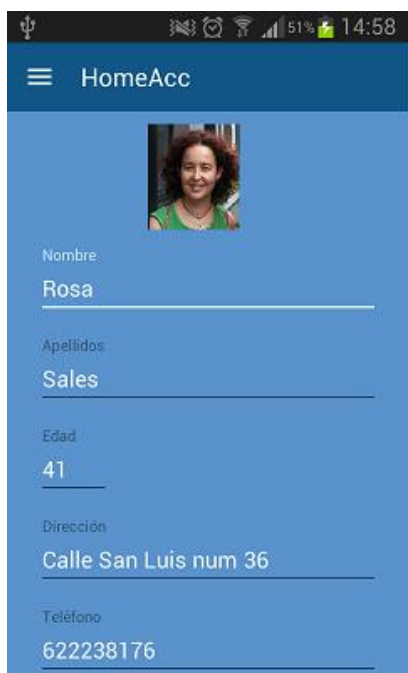 51% 14:58
HomeAcc
Nombre
Rosa
Apellidos
Sales
Edad
41
Dirección
Calle San Luis num 36
Teléfono
622238176